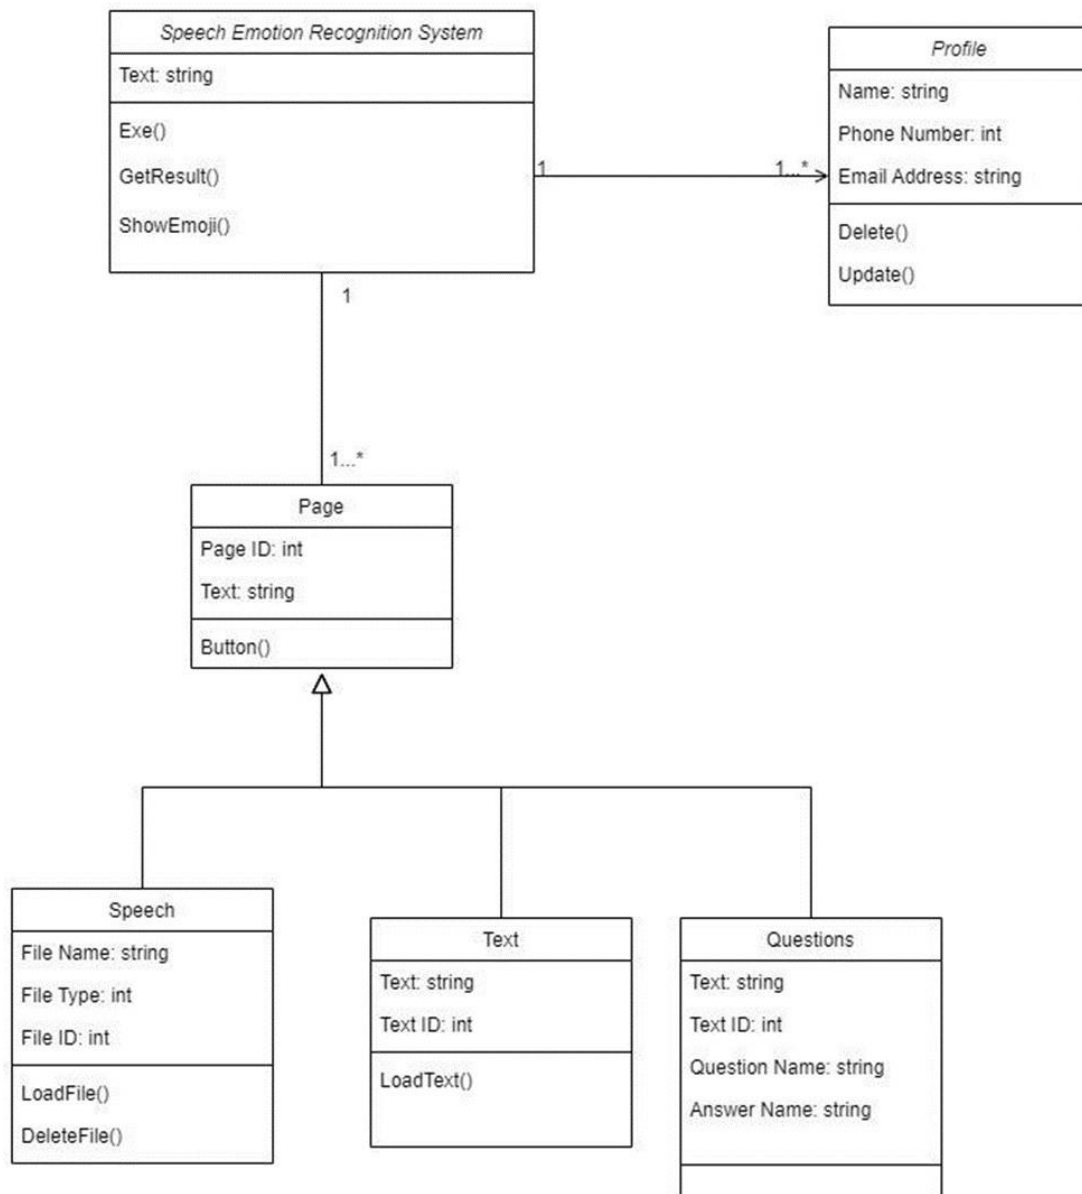 Speech Emotion Recognition System
Text: string
Exe()
GetResult()
ShowEmoji()
Profile
Name: string
Phone Number: int
Email Address: string
Delete()
Update()
1
1...*
1
1...*
Page
Page ID: int
Text: string
Button()
Speech
File Name: string
File Type: int
File ID: int
LoadFile()
DeleteFile()
Text
Text: string
Text ID: int
LoadText()
Questions
Text: string
Text ID: int
Question Name: string
Answer Name: string